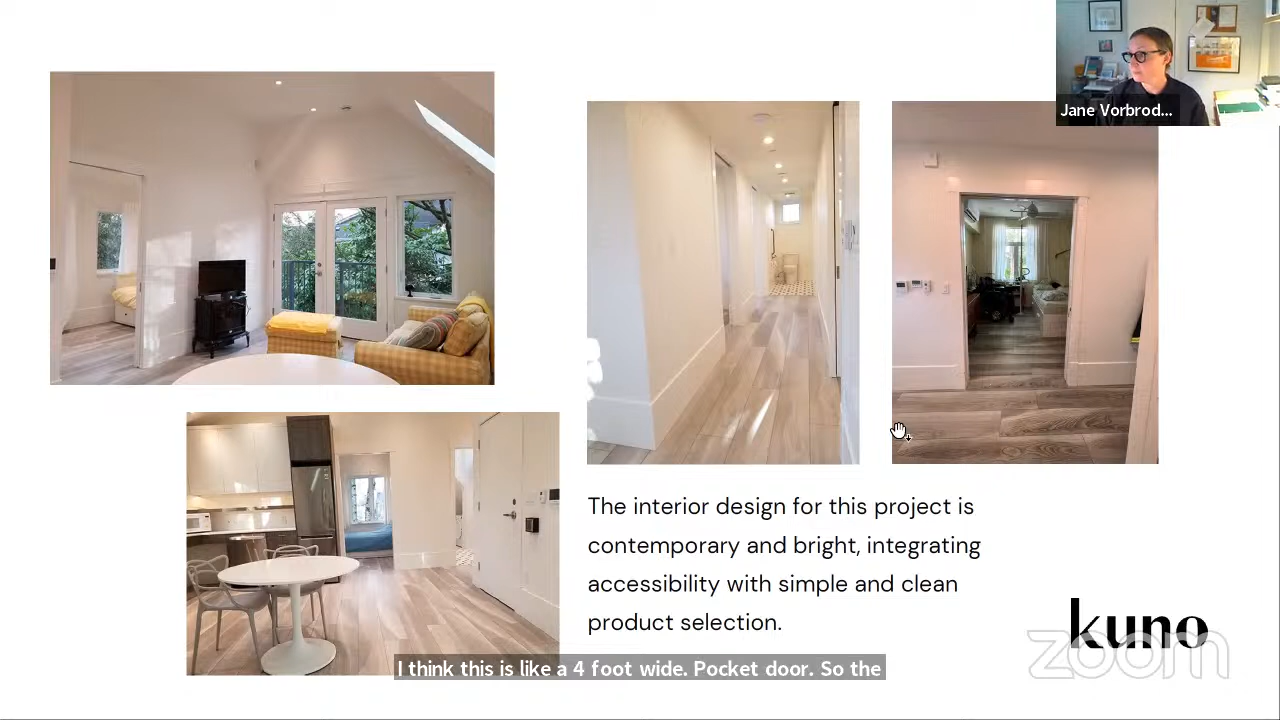 Jane Vorbrod...
The interior design for this project is
contemporary and bright, integrating
accessibility with simple and clean
product selection.
kuno
zoom
I think this is like a 4 foot wide. Pocket door. So the